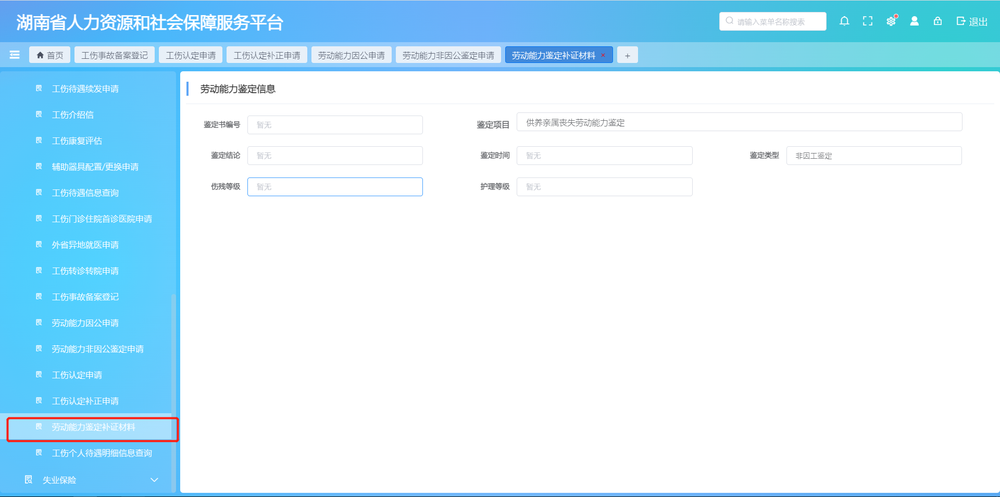 湖南省人力资源和社会保障服务平台
请输入菜单名称搜索
退出
首页
工伤事故备案登记
工伤认定申请
工伤认定补正申请
劳动能力因公申请
劳动能力非因公鉴定申请
劳动能力鉴定补证材料 ×
+
工伤待遇续发申请
工伤介绍信
工伤康复评估
辅助器具配置/更换申请
工伤待遇信息查询
工伤门诊住院首诊医院申请
外省异地就医申请
工伤转诊转院申请
工伤事故备案登记
劳动能力因公申请
劳动能力非因公鉴定申请
工伤认定申请
工伤认定补正申请
劳动能力鉴定补证材料
工伤个人待遇明细信息查询
失业保险
劳动能力鉴定信息
鉴定书编号 暂无
鉴定项目 供养亲属丧失劳动能力鉴定
鉴定结论 暂无
鉴定时间 暂无
鉴定类型 非因工鉴定
伤残等级 暂无
护理等级 暂无